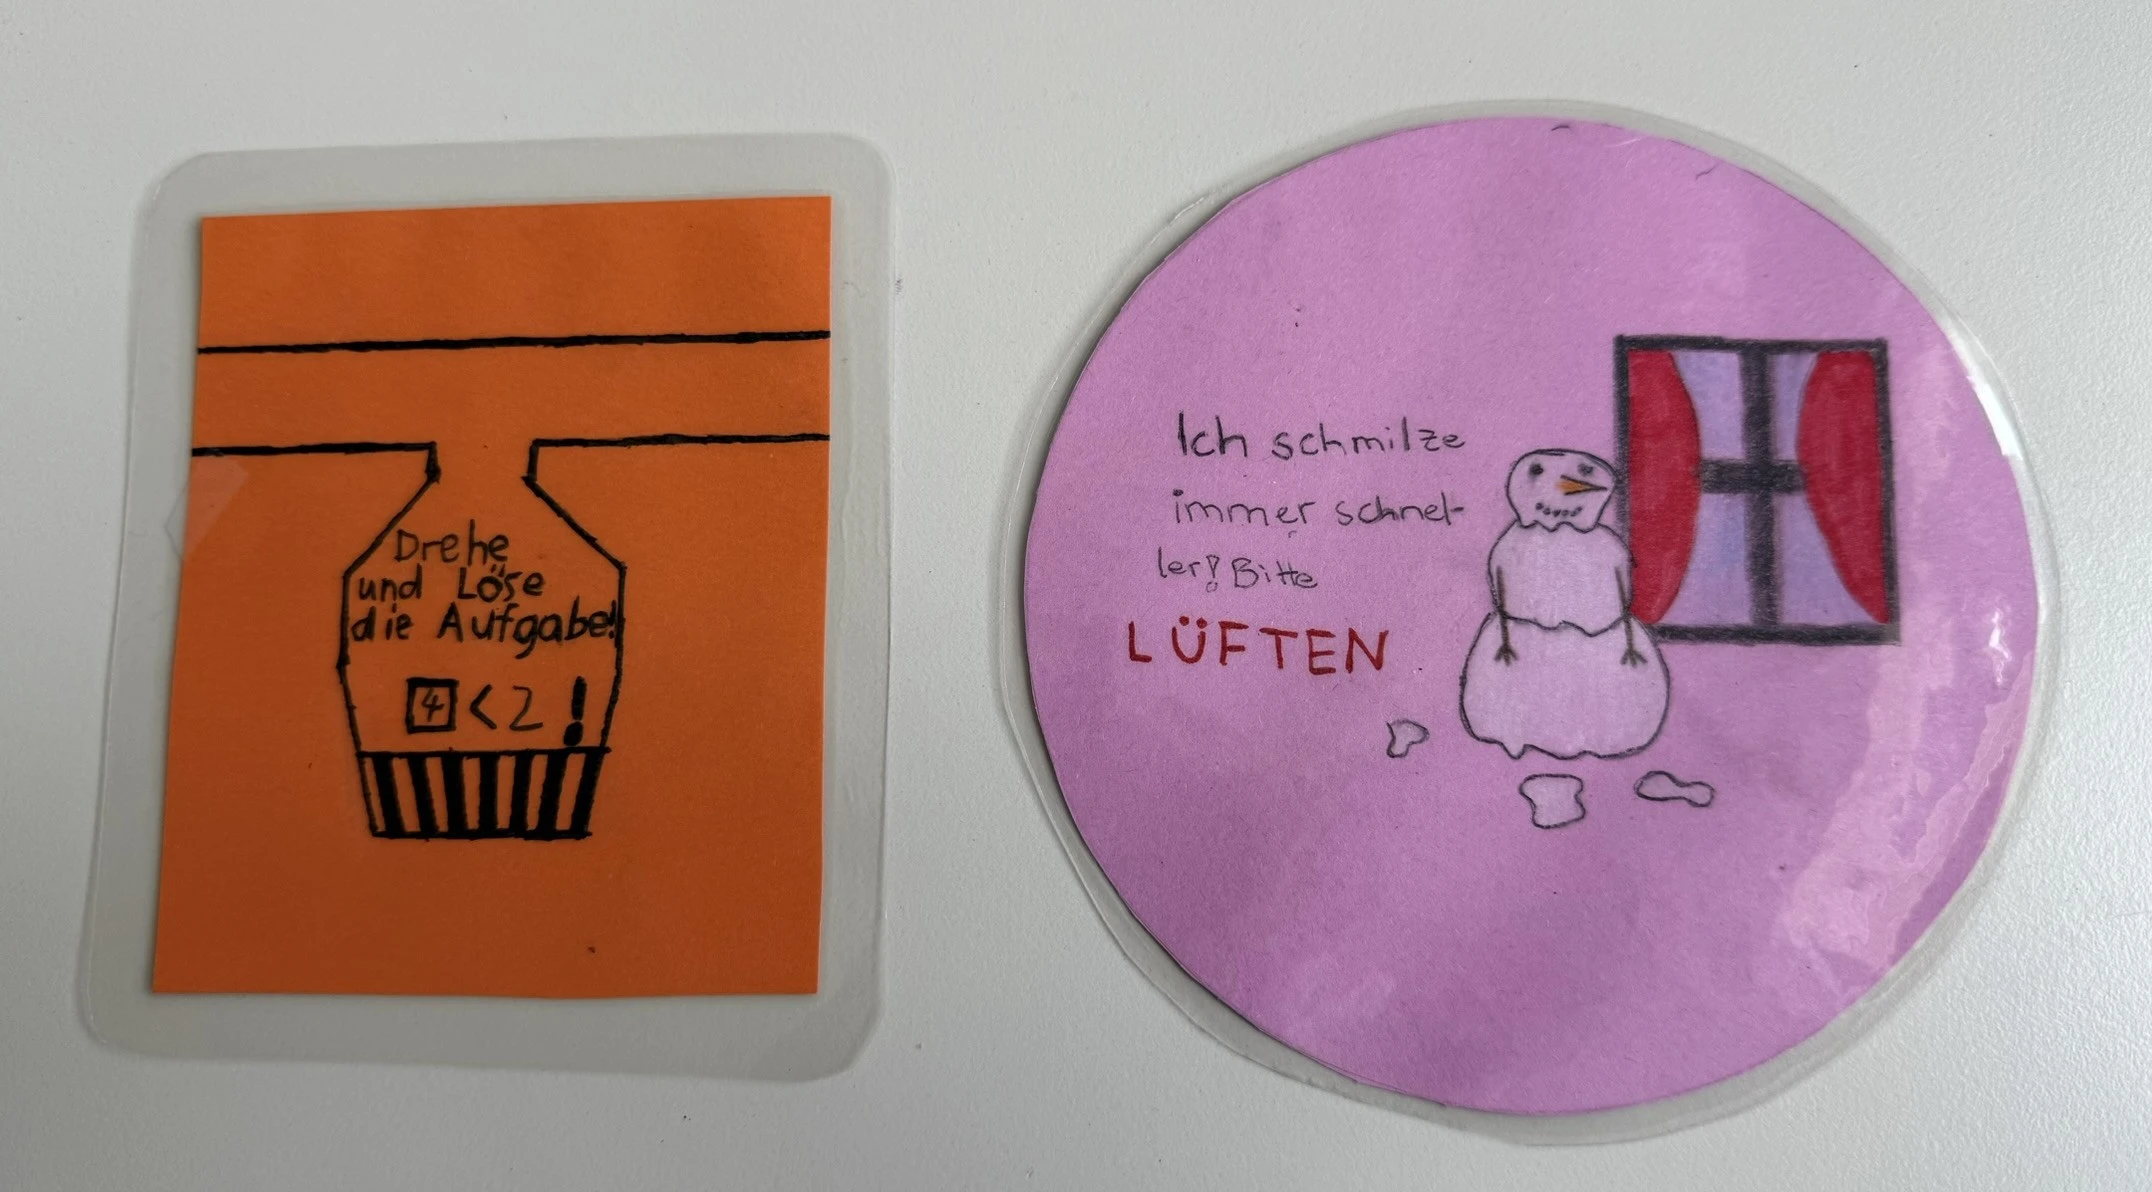 Drehe
und Löse
die Aufgabe!
4 < 2 !
Ich schmilze
immer schnel-
ler! Bitte
LÜFTEN